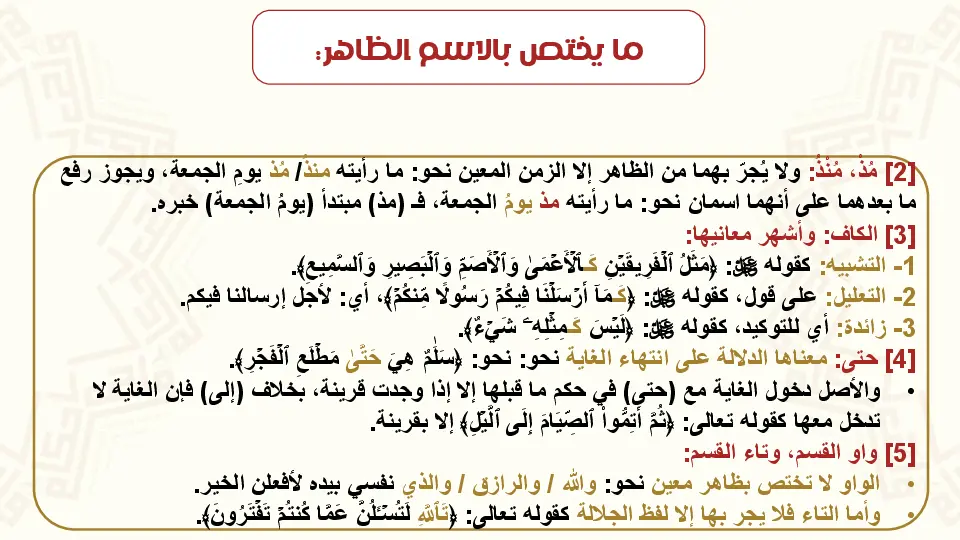 ما يختص بالاسم الظاهر:
[2] مُذْ، مُنْذُ: ولا يُجرّ بهما من الظاهر إلا الزمن المعين نحو: ما رأيته منذُ/ مُذ يومِ الجمعة، ويجوز رفع
ما بعدهما على أنهما اسمان نحو: ما رأيته مذ يومُ الجمعة، فـ (مذ) مبتدأ (يومُ الجمعة) خبره.
[3] الكاف: وأشهر معانيها:
1- التشبيه: كقوله ﷻ: ﴿مَثَلُ ٱلۡفَرِيقَيۡنِ كَٱلۡأَعۡمَىٰ وَٱلۡأَصَمِّ وَٱلۡبَصِيرِ وَٱلسَّمِيعِ﴾.
2- التعليل: على قول، كقوله ﷻ: ﴿كَمَآ أَرۡسَلۡنَا فِيكُمۡ رَسُولٗا مِّنكُمۡ﴾، أي: لأجل إرسالنا فيكم.
3- زائدة: أي للتوكيد، كقوله ﷻ: ﴿لَيۡسَ كَمِثۡلِهِۦ شَيۡءٞ﴾.
[4] حتى: معناها الدلالة على انتهاء الغاية نحو: نحو: ﴿سَلَٰمٌ هِيَ حَتَّىٰ مَطۡلَعِ ٱلۡفَجۡرِ﴾.
• والأصل دخول الغاية مع (حتى) في حكم ما قبلها إلا إذا وجدت قرينة، بخلاف (إلى) فإن الغاية لا
تدخل معها كقوله تعالى: ﴿ثُمَّ أَتِمُّواْ ٱلصِّيَامَ إِلَى ٱلَّيۡلِ﴾ إلا بقرينة.
[5] واو القسم، وتاء القسم:
• الواو لا تختص بظاهر معين نحو: والله / والرازق / والذي نفسي بيده لأفعلن الخير.
• وأما التاء فلا يجر بها إلا لفظ الجلالة كقوله تعالى: ﴿تَٱللَّهِ لَتُسۡـَٔلُنَّ عَمَّا كُنتُمۡ تَفۡتَرُونَ﴾.